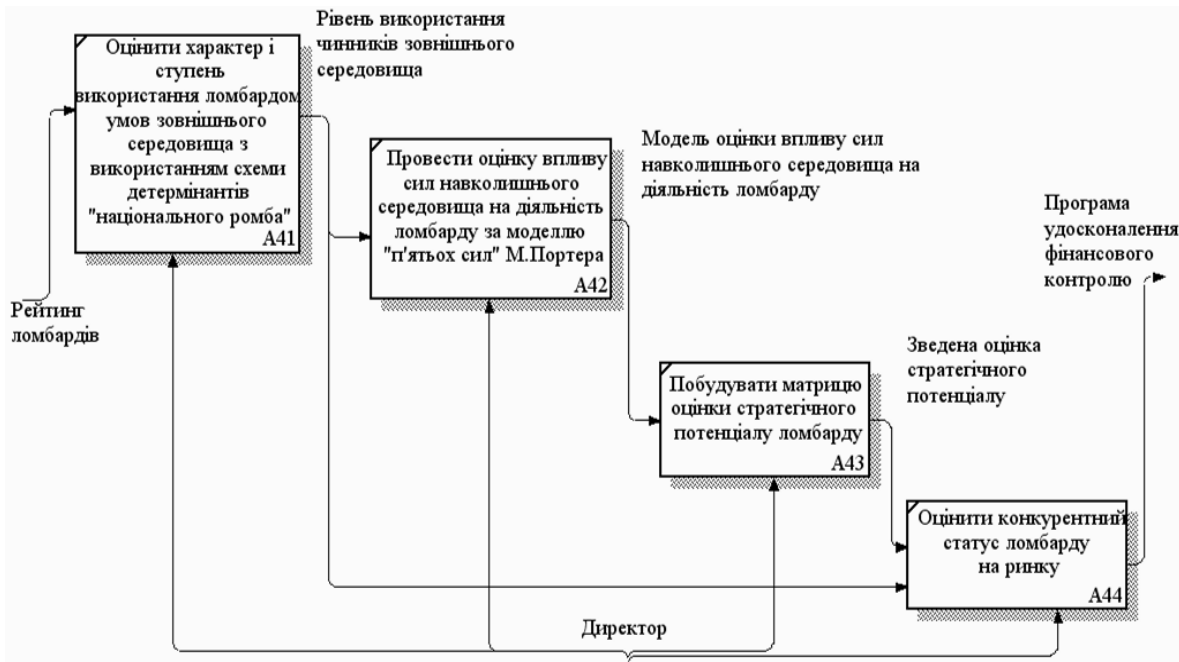 Рівень використання
чинників зовнішнього
середовища
Оцінити характер і
ступень
використання ломбардом
умов зовнішнього
середовища з
використанням схеми
детермінантів
"національного ромба"
A41
Рейтинг
ломбардів
Провести оцінку впливу
сил навколишнього
середовища на діяльність
ломбарду за моделлю
"п'ятьох сил" М.Портера
A42
Модель оцінки впливу сил
навколишнього середовища на
діяльність ломбарду
Програма
удосконалення
фінансового
контролю
Зведена оцінка
стратегічного
потенціалу
Побудувати матрицю
оцінки стратегічного
потенціалу ломбарду
A43
Оцінити конкурентний
статус ломбарду
на ринку
A44
Директор